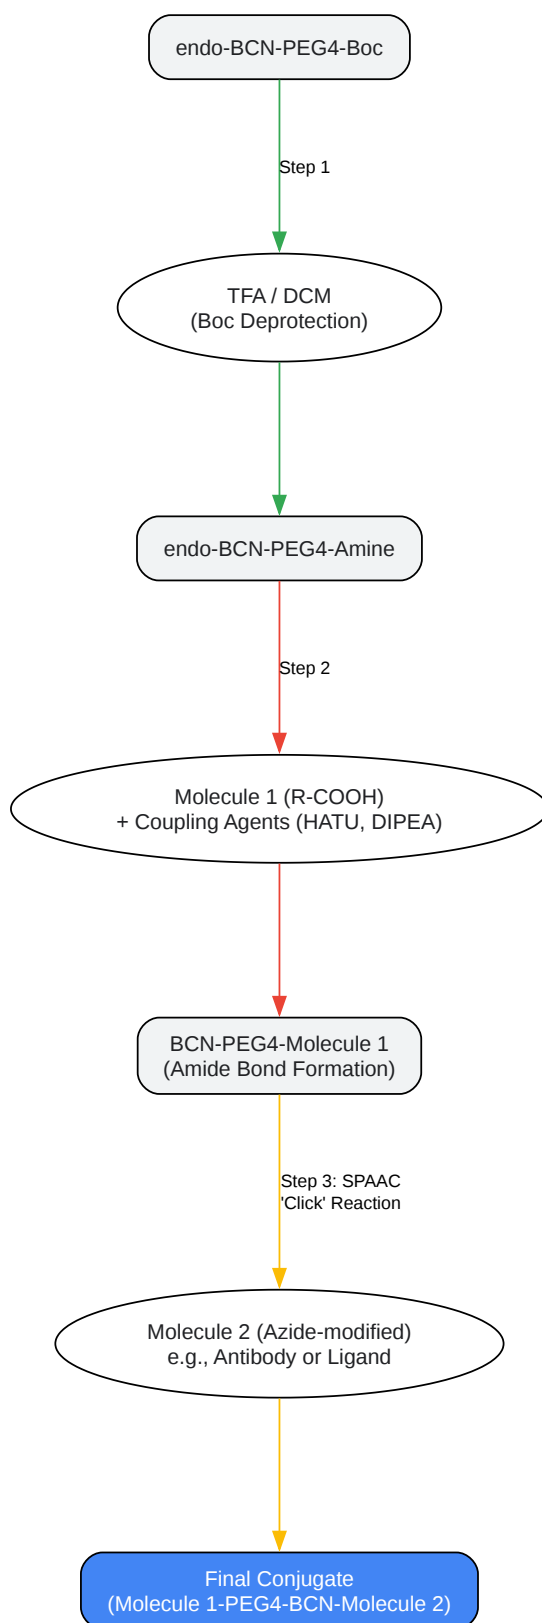 endo-BCN-PEG4-Boc
Step 1
TFA / DCM
(Boc Deprotection)
endo-BCN-PEG4-Amine
Step 2
Molecule 1 (R-COOH)
+ Coupling Agents (HATU, DIPEA)
BCN-PEG4-Molecule 1
(Amide Bond Formation)
Step 3: SPAAC
'Click' Reaction
Molecule 2 (Azide-modified)
e.g., Antibody or Ligand
Final Conjugate
(Molecule 1-PEG4-BCN-Molecule 2)